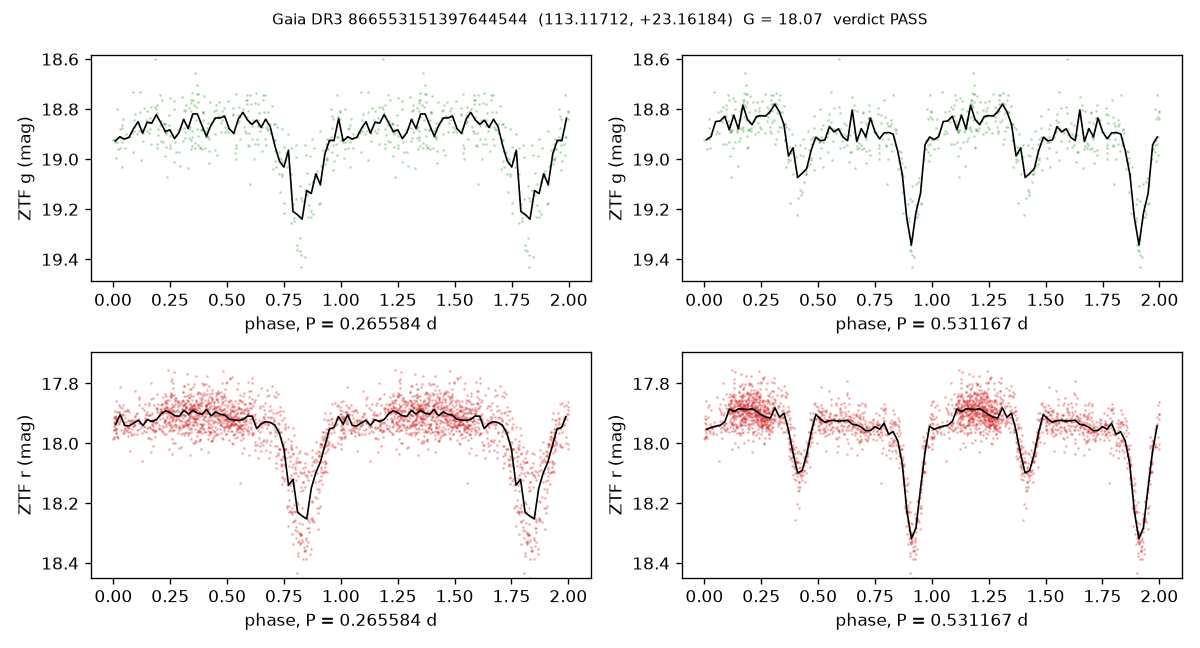 Gaia DR3 866553151397644544 (113.11712, +23.16184) G = 18.07 verdict PASS
ZTF g (mag)
18.6
18.8
19.0
19.2
19.4
0.00 0.25 0.50 0.75 1.00 1.25 1.50 1.75 2.00
phase, P = 0.265584 d
ZTF g (mag)
18.6
18.8
19.0
19.2
19.4
0.00 0.25 0.50 0.75 1.00 1.25 1.50 1.75 2.00
phase, P = 0.531167 d
ZTF r (mag)
17.8
18.0
18.2
18.4
0.00 0.25 0.50 0.75 1.00 1.25 1.50 1.75 2.00
phase, P = 0.265584 d
ZTF r (mag)
17.8
18.0
18.2
18.4
0.00 0.25 0.50 0.75 1.00 1.25 1.50 1.75 2.00
phase, P = 0.531167 d